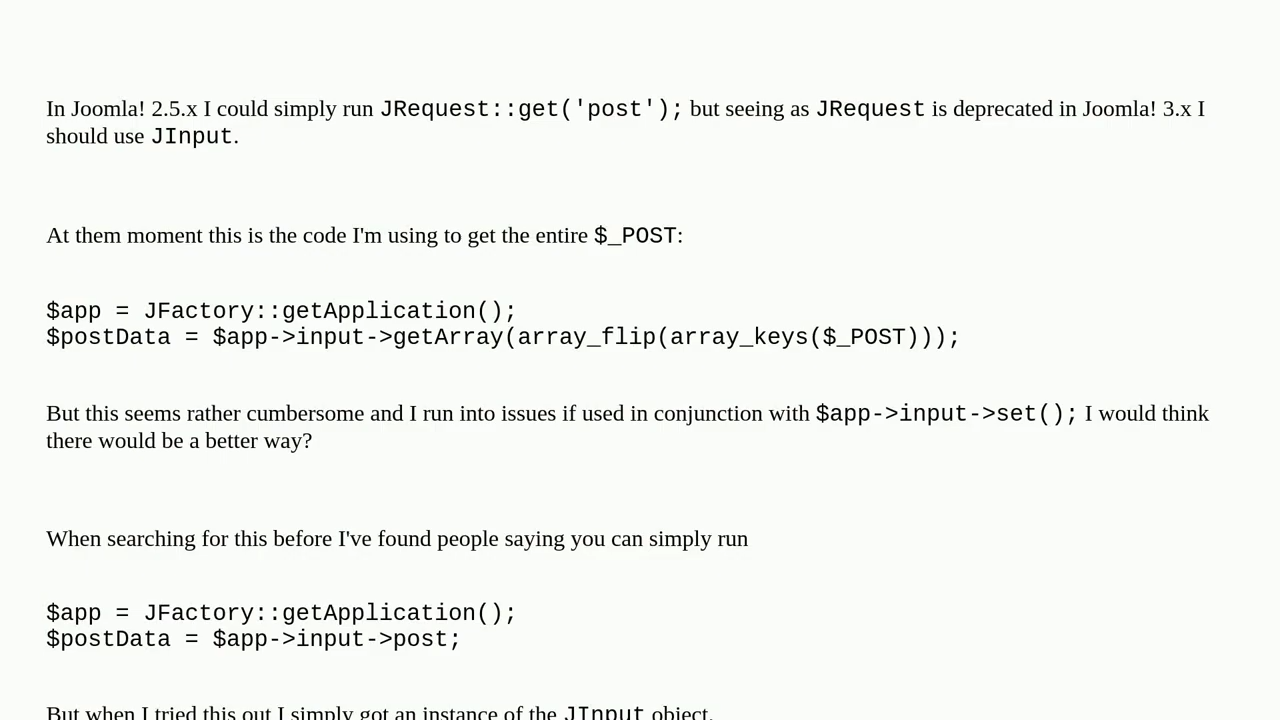 In Joomla! 2.5.x I could simply run JRequest::get('post'); but seeing as JRequest is deprecated in Joomla! 3.x I
should use JInput.
At them moment this is the code I'm using to get the entire $_POST:
$app = JFactory::getApplication();
$postData = $app->input->getArray(array_flip(array_keys($_POST)));
But this seems rather cumbersome and I run into issues if used in conjunction with $app->input->set(); I would think
there would be a better way?
When searching for this before I've found people saying you can simply run
$app = JFactory::getApplication();
$postData = $app->input->post;
But when I tried this out I simply got an instance of the JInput object.